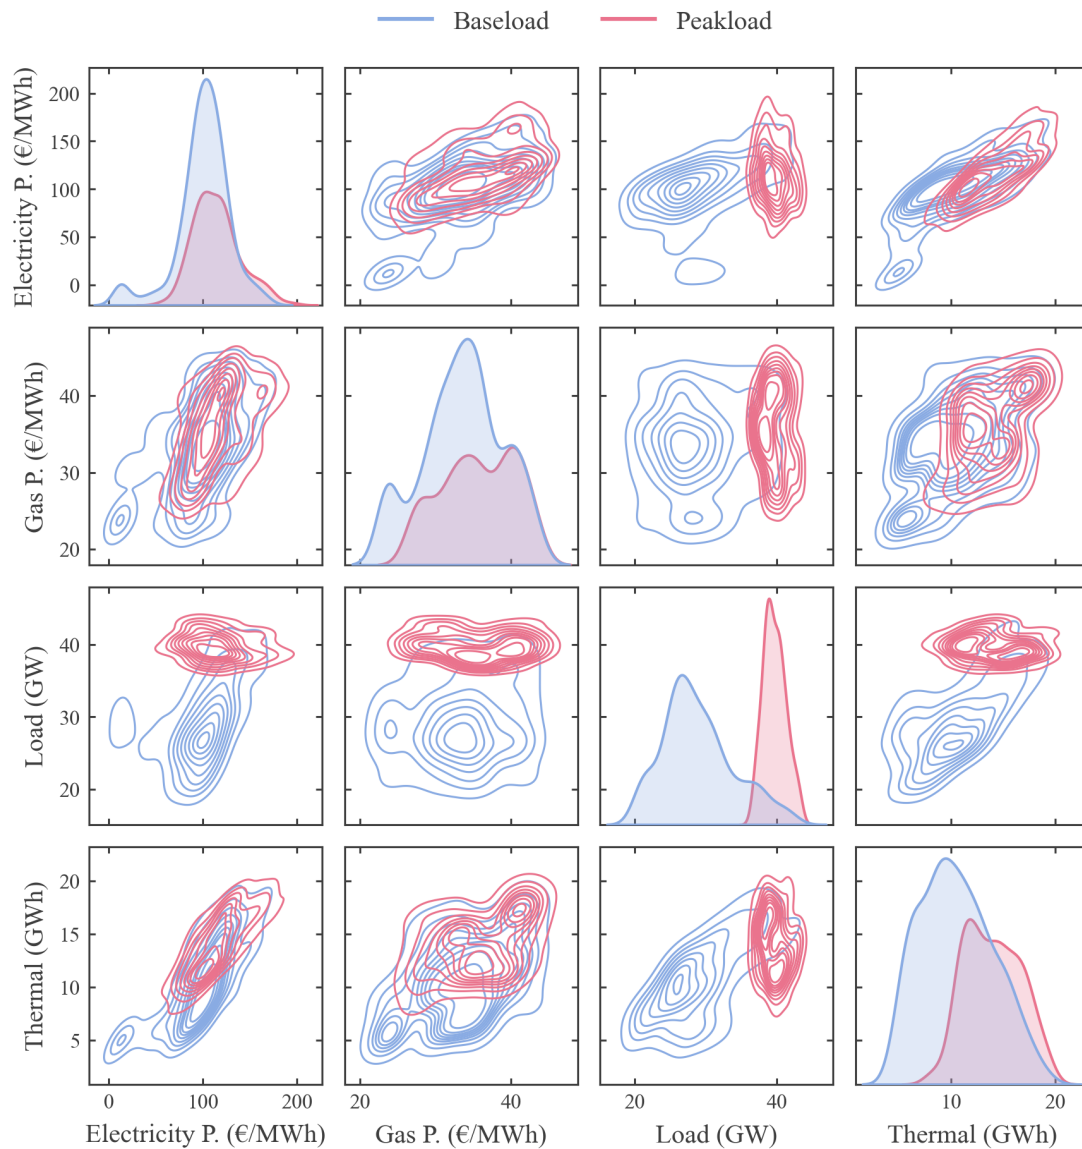 Baseload Peakload
Electricity P. (€/MWh)
200
150
100
50
0
Gas P. (€/MWh)
40
30
20
Load (GW)
40
30
20
Thermal (GWh)
20
15
10
5
0 100 200 20 40 20 40 10 20
Electricity P. (€/MWh) Gas P. (€/MWh) Load (GW) Thermal (GWh)